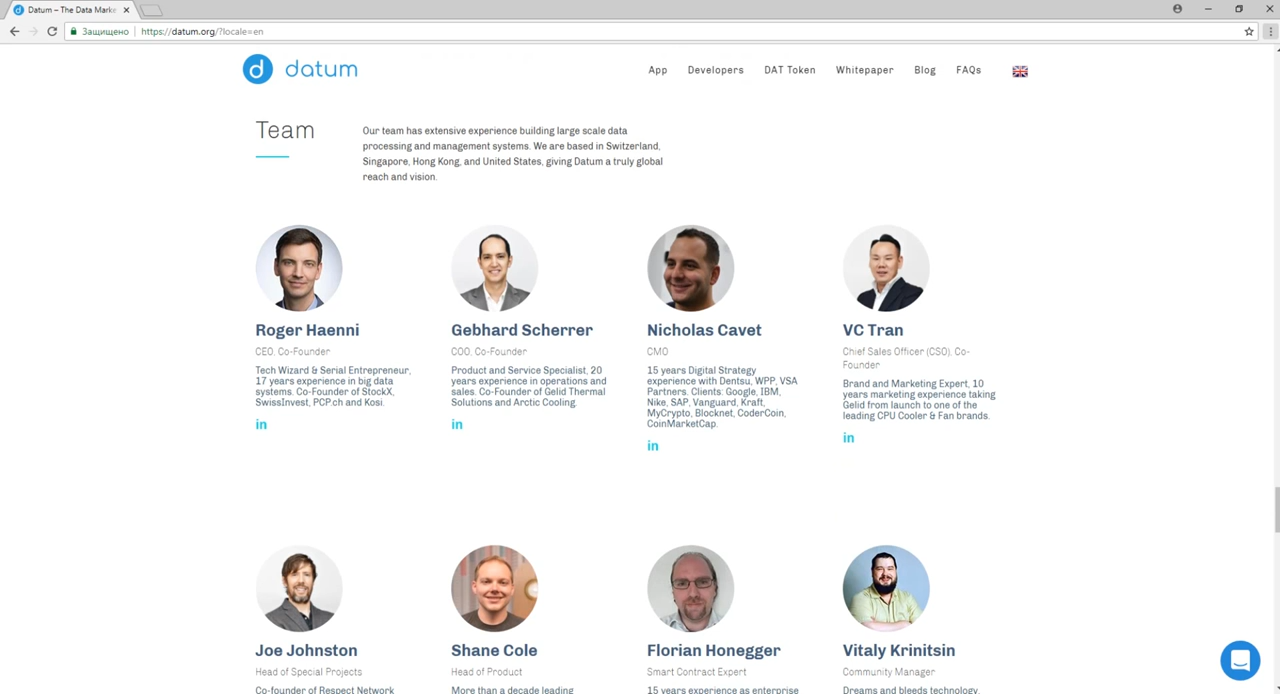 Datum – The Data Marke
Защищено
https://datum.org/?locale=en
datum
App
Developers
DAT Token
Whitepaper
Blog
FAQs
Team
Our team has extensive experience building large scale data
processing and management systems. We are based in Switzerland,
Singapore, Hong Kong, and United States, giving Datum a truly global
reach and vision.
Roger Haenni
CEO, Co-Founder
Tech Wizard & Serial Entrepreneur,
17 years experience in big data
systems. Co-Founder of StockX,
SwissInvest, PCP.ch and Kosi.
in
Gebhard Scherrer
COO, Co-Founder
Product and Service Specialist, 20
years experience in operations and
sales. Co-Founder of Gelid Thermal
Solutions and Arctic Cooling.
in
Nicholas Cavet
CMO
15 years Digital Strategy
experience with Dentsu, WPP, VSA
Partners. Clients: Google, IBM,
Nike, SAP, Vanguard, Kraft,
MyCrypto, Blocknet, CoderCoin,
CoinMarketCap.
in
VC Tran
Chief Sales Officer (CSO), Co-
Founder
Brand and Marketing Expert, 10
years marketing experience taking
Gelid from launch to one of the
leading CPU Cooler & Fan brands.
in
Joe Johnston
Head of Special Projects
Co-founder of Respect Network
Shane Cole
Head of Product
More than a decade leading
Florian Honegger
Smart Contract Expert
15 years experience as enterprise
Vitaly Krinitsin
Community Manager
Dreams and bleeds technology,